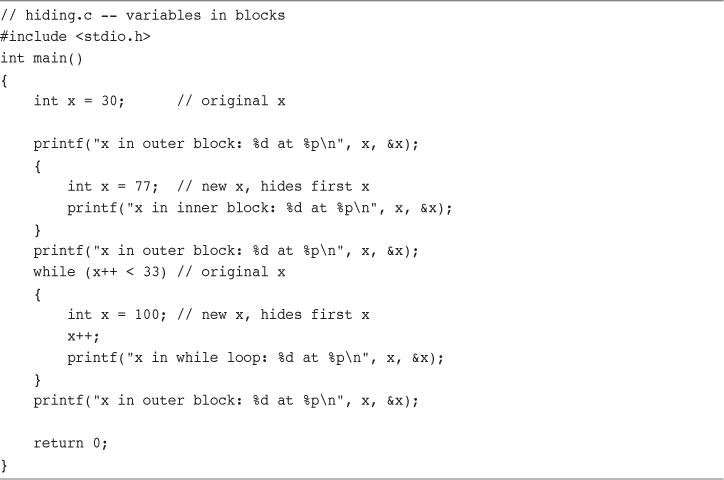 // hiding.c -- variables in blocks
#include <stdio.h>
int main()
{
    int x = 30;      // original x

    printf("x in outer block: %d at %p\n", x, &x);
    {
        int x = 77;  // new x, hides first x
        printf("x in inner block: %d at %p\n", x, &x);
    }
    printf("x in outer block: %d at %p\n", x, &x);
    while (x++ < 33) // original x
    {
        int x = 100; // new x, hides first x
        x++;
        printf("x in while loop: %d at %p\n", x, &x);
    }
    printf("x in outer block: %d at %p\n", x, &x);

    return 0;
}